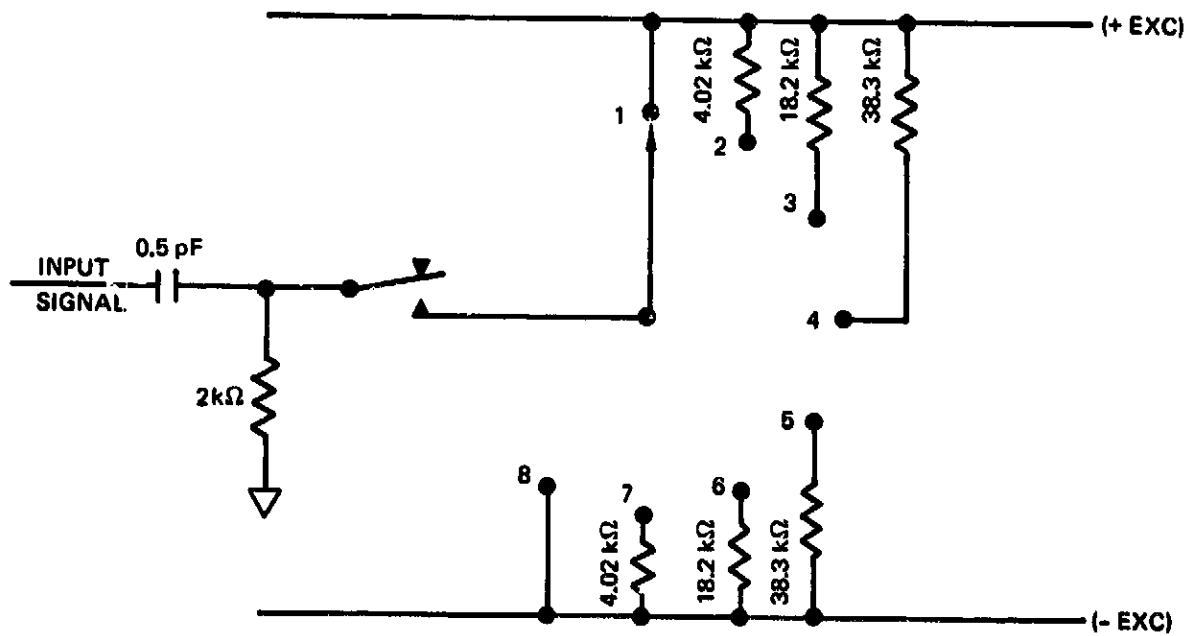 (+ EXC)
4.02 kΩ
18.2 kΩ
38.3 kΩ
1
2
3
0.5 pF
INPUT
SIGNAL
4
2kΩ
5
8
7
6
4.02 kΩ
18.2 kΩ
38.3 kΩ
(- EXC)